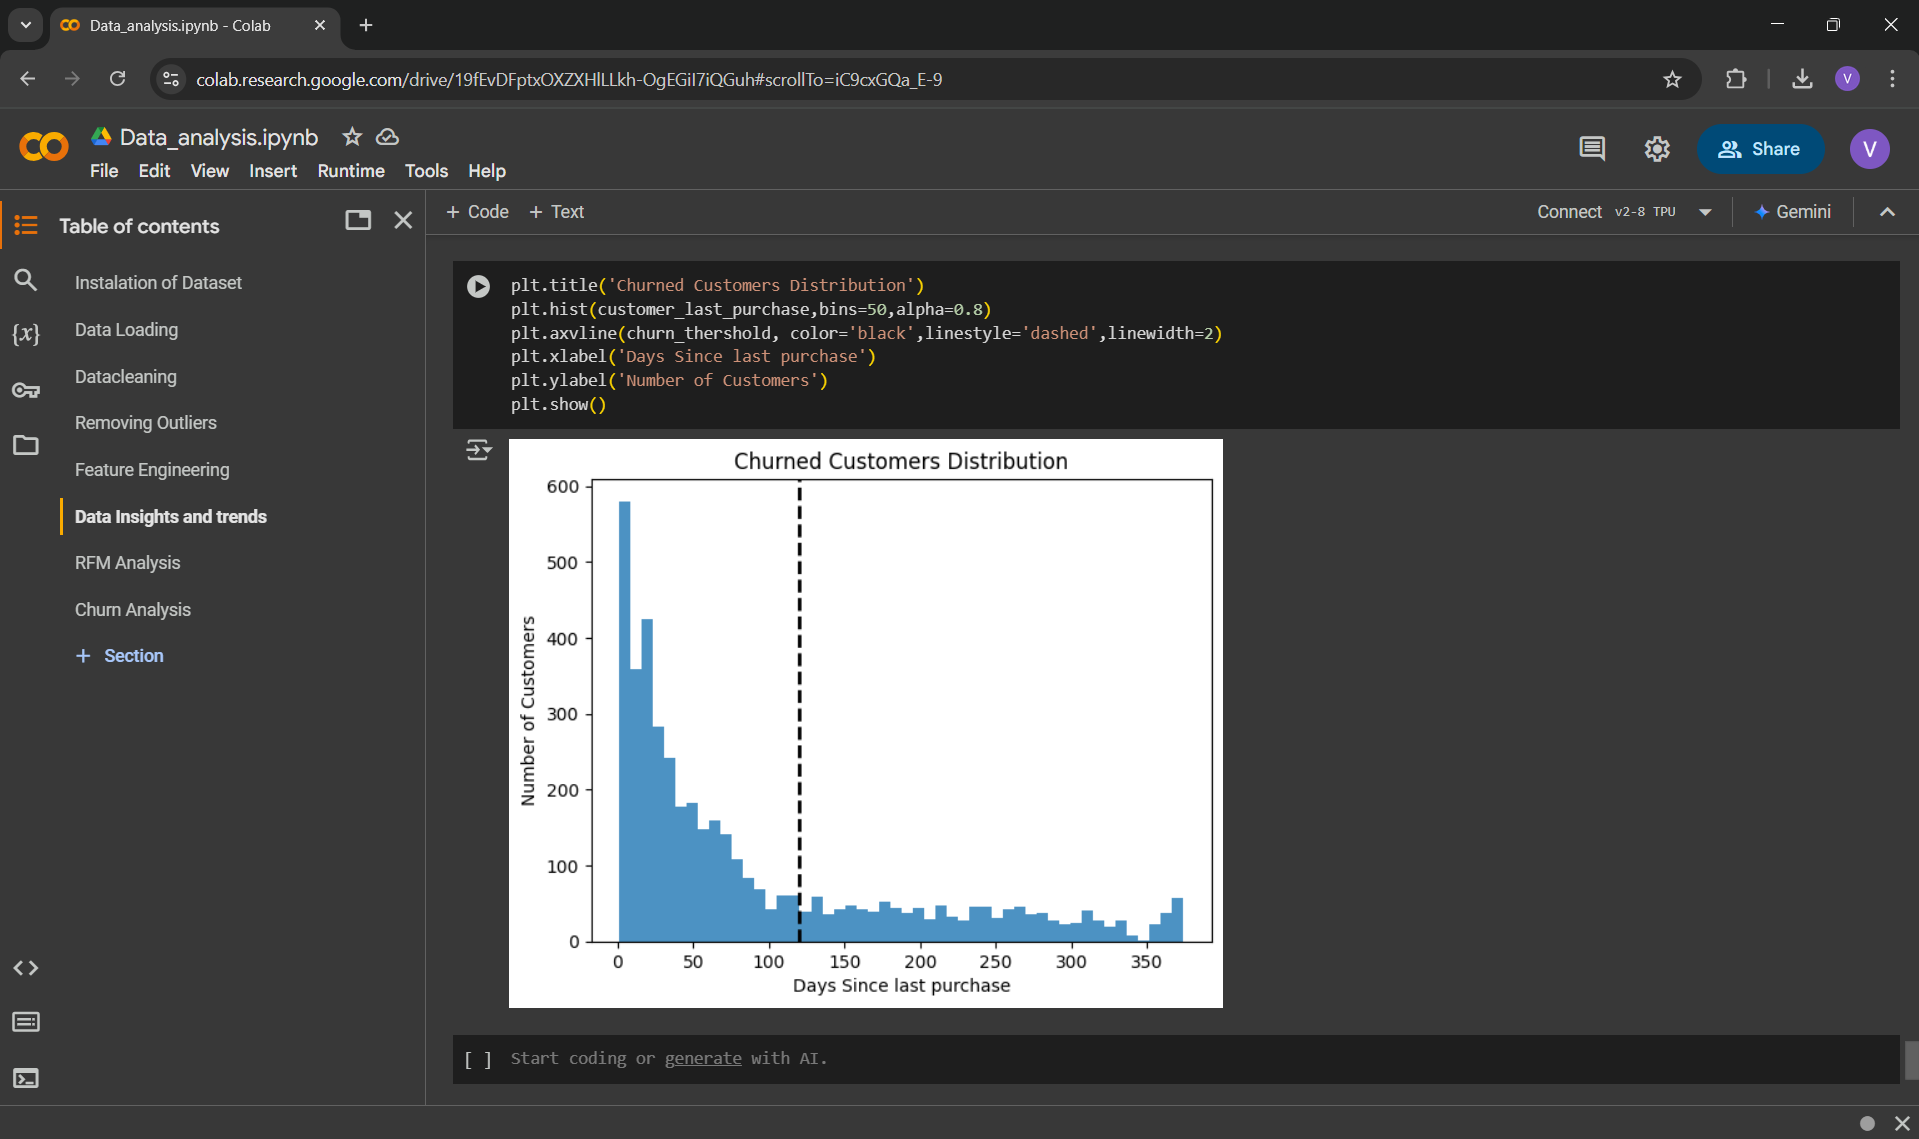 Data_analysis.ipynb - Colab
colab.research.google.com/drive/19fEvDFptxOXZXHlLLkh-OgEGiI7iQGuh#scrollTo=iC9cxGQa_E-9
V
Data_analysis.ipynb
File Edit View Insert Runtime Tools Help
Share
V
Table of contents
+ Code + Text
Connect v2-8 TPU
Gemini
Instalation of Dataset
Data Loading
Datacleaning
Removing Outliers
Feature Engineering
Data Insights and trends
RFM Analysis
Churn Analysis
+ Section
{x}
plt.title('Churned Customers Distribution')
plt.hist(customer_last_purchase,bins=50,alpha=0.8)
plt.axvline(churn_thershold, color='black',linestyle='dashed',linewidth=2)
plt.xlabel('Days Since last purchase')
plt.ylabel('Number of Customers')
plt.show()
Churned Customers Distribution
600
500
400
300
200
100
0
Number of Customers
0 50 100 150 200 250 300 350
Days Since last purchase
[ ] Start coding or generate with AI.